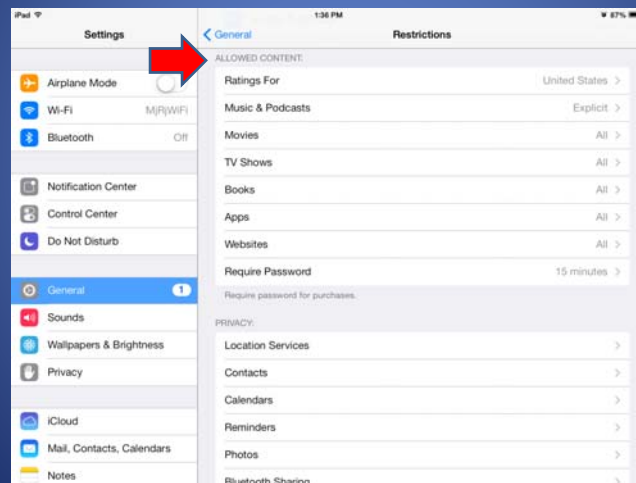 iPad 1:36 PM 87%
Settings
General Restrictions
ALLOWED CONTENT:
Airplane Mode
Wi-Fi MjRjWiFi
Bluetooth Off
Notification Center
Control Center
Do Not Disturb
General 1
Sounds
Wallpapers & Brightness
Privacy
iCloud
Mail, Contacts, Calendars
Notes
Ratings For United States
Music & Podcasts Explicit
Movies All
TV Shows All
Books All
Apps All
Websites All
Require Password 15 minutes
Require password for purchases.
PRIVACY:
Location Services
Contacts
Calendars
Reminders
Photos
Bluetooth Sharing